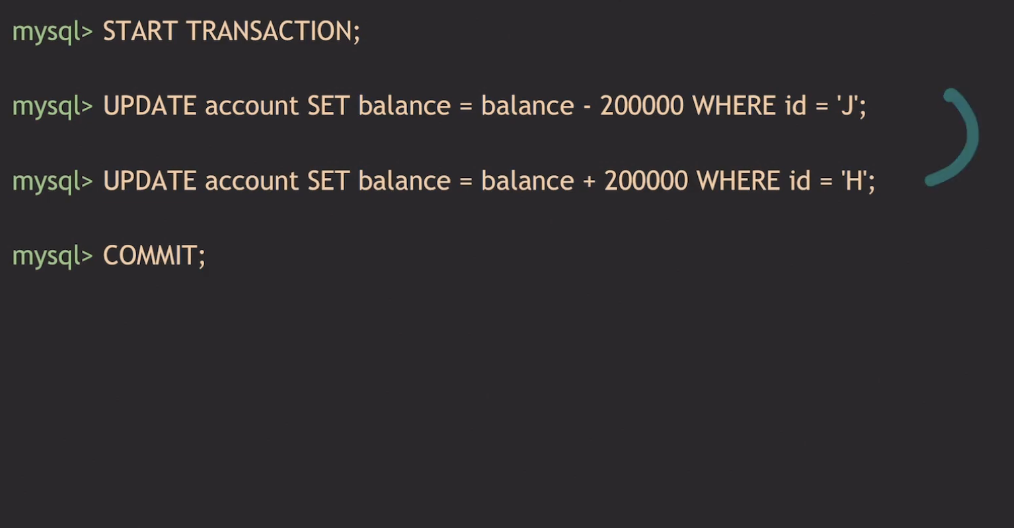 mysql> START TRANSACTION;
mysql> UPDATE account SET balance = balance - 200000 WHERE id = 'J';
mysql> UPDATE account SET balance = balance + 200000 WHERE id = 'H';
mysql> COMMIT;